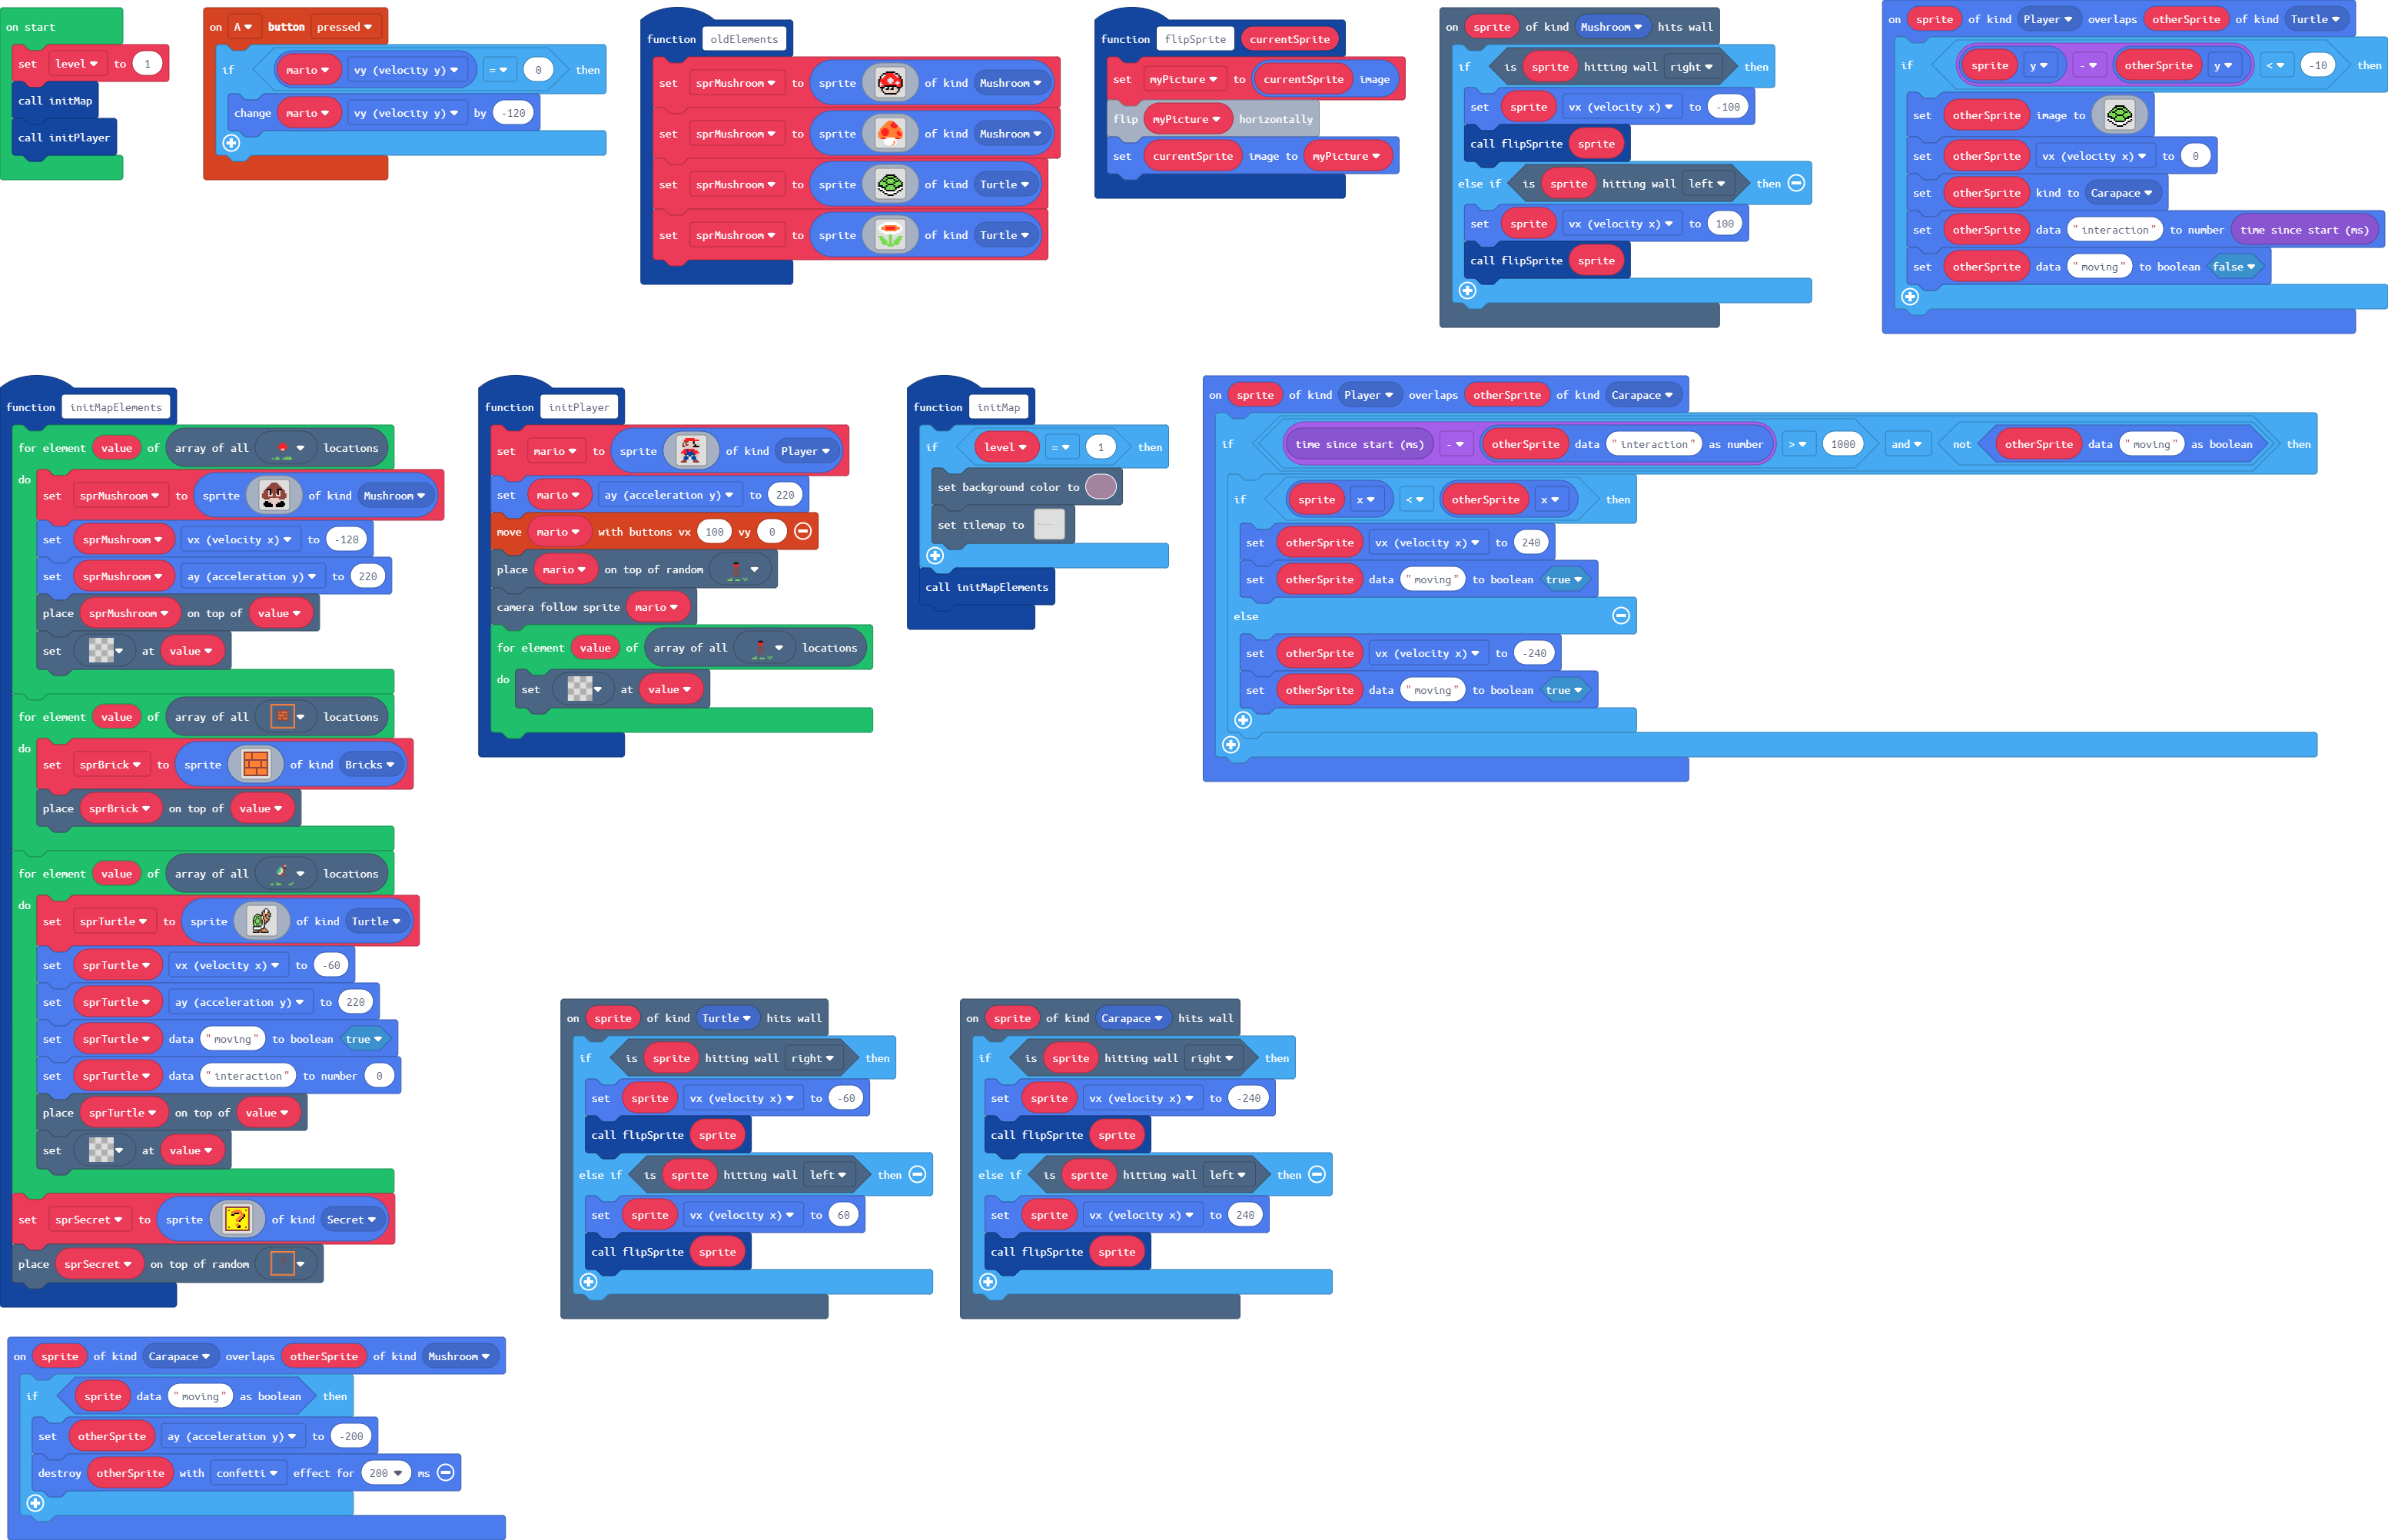 on start
set level to 1
call initMap
call initPlayer
on A button pressed
if mario vy (velocity y) = 0 then
change mario vy (velocity y) by -120
function oldElements
set sprMushroom to sprite of kind Mushroom
set sprMushroom to sprite of kind Mushroom
set sprMushroom to sprite of kind Turtle
set sprMushroom to sprite of kind Turtle
function flipSprite currentSprite
set myPicture to currentSprite image
flip myPicture horizontally
set currentSprite image to myPicture
on sprite of kind Mushroom hits wall
if is sprite hitting wall right then
set sprite vx (velocity x) to -100
call flipSprite sprite
else if is sprite hitting wall left then
set sprite vx (velocity x) to 100
call flipSprite sprite
on sprite of kind Player overlaps otherSprite of kind Turtle
if sprite y - otherSprite y < -10 then
set otherSprite image to
set otherSprite vx (velocity x) to 0
set otherSprite kind to Carapace
set otherSprite data "interaction" to number time since start (ms)
set otherSprite data "moving" to boolean false
function initMapElements
for element value of array of all locations
do
set sprMushroom to sprite of kind Mushroom
set sprMushroom vx (velocity x) to -120
set sprMushroom ay (acceleration y) to 220
place sprMushroom on top of value
set at value
for element value of array of all locations
do
set sprBrick to sprite of kind Bricks
place sprBrick on top of value
for element value of array of all locations
do
set sprTurtle to sprite of kind Turtle
set sprTurtle vx (velocity x) to -60
set sprTurtle ay (acceleration y) to 220
set sprTurtle data "moving" to boolean true
set sprTurtle data "interaction" to number 0
place sprTurtle on top of value
set at value
set sprSecret to sprite ? of kind Secret
place sprSecret on top of random
function initPlayer
set mario to sprite of kind Player
set mario ay (acceleration y) to 220
move mario with buttons vx 100 vy 0
place mario on top of random
camera follow sprite mario
for element value of array of all locations
do set at value
function initMap
if level = 1 then
set background color to
set tilemap to
call initMapElements
on sprite of kind Player overlaps otherSprite of kind Carapace
if time since start (ms) - otherSprite data "interaction" as number > 1000 and not otherSprite data "moving" as boolean then
if sprite x < otherSprite x then
set otherSprite vx (velocity x) to 240
set otherSprite data "moving" to boolean true
else
set otherSprite vx (velocity x) to -240
set otherSprite data "moving" to boolean true
on sprite of kind Turtle hits wall
if is sprite hitting wall right then
set sprite vx (velocity x) to -60
call flipSprite sprite
else if is sprite hitting wall left then
set sprite vx (velocity x) to 60
call flipSprite sprite
on sprite of kind Carapace hits wall
if is sprite hitting wall right then
set sprite vx (velocity x) to -240
call flipSprite sprite
else if is sprite hitting wall left then
set sprite vx (velocity x) to 240
call flipSprite sprite
on sprite of kind Carapace overlaps otherSprite of kind Mushroom
if sprite data "moving" as boolean then
set otherSprite ay (acceleration y) to -200
destroy otherSprite with confetti effect for 200 ms